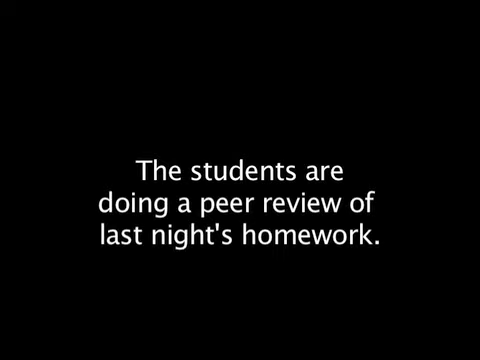 The students are
doing a peer review of
last night's homework.